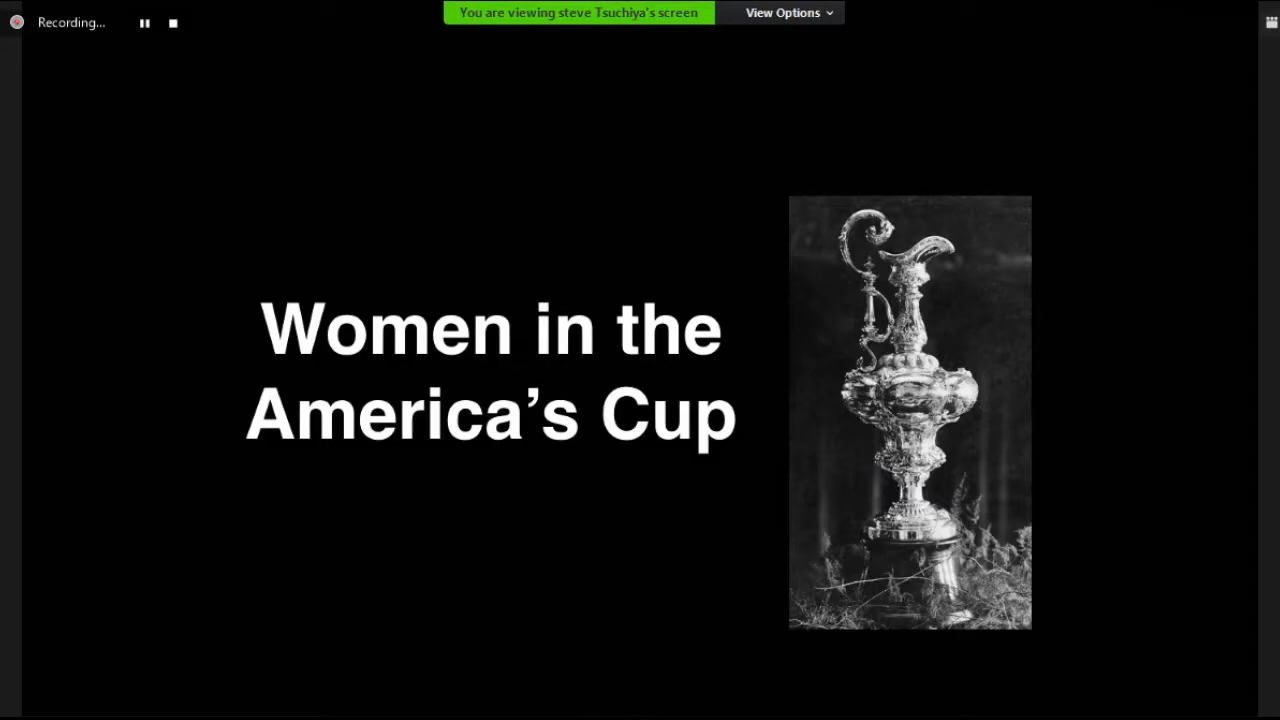 Recording...
You are viewing steve Tsuchiya's screen
View Options
Women in the
America’s Cup